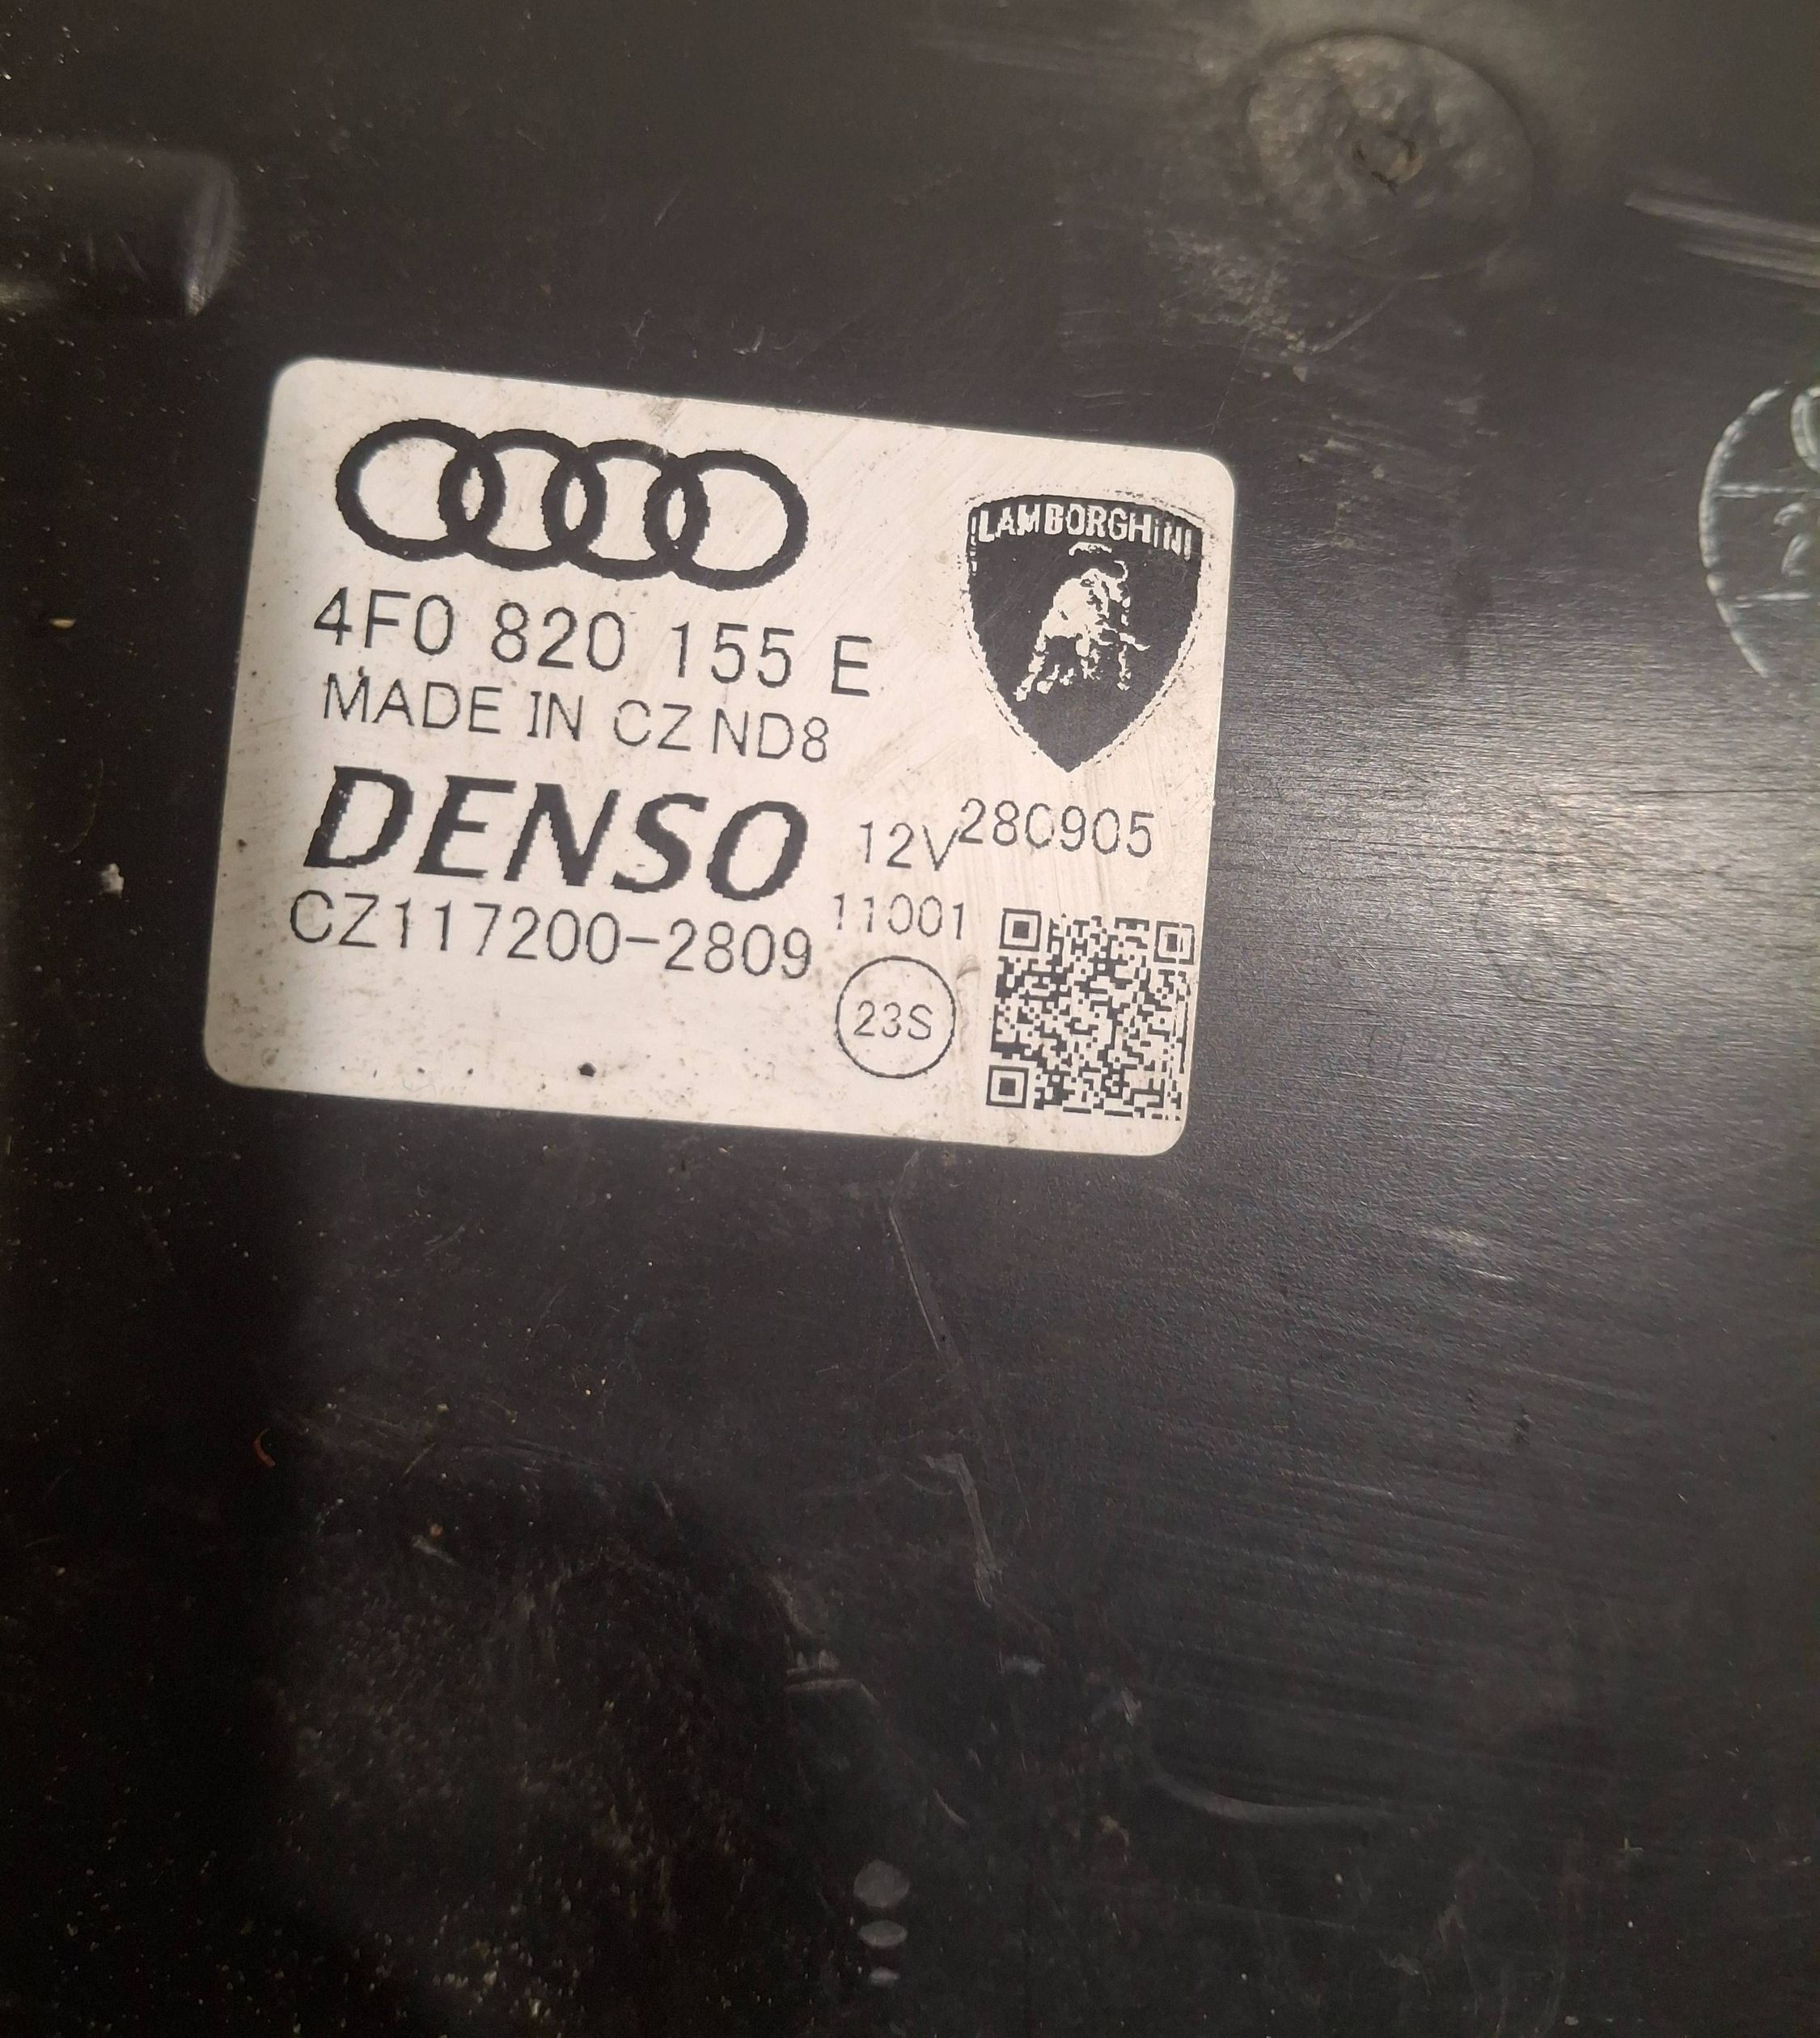 LAMBORGHINI
4F0 820 155 E
MADE IN CZ ND8
DENSO 12V 280905
CZ117200-2809 11001
23S